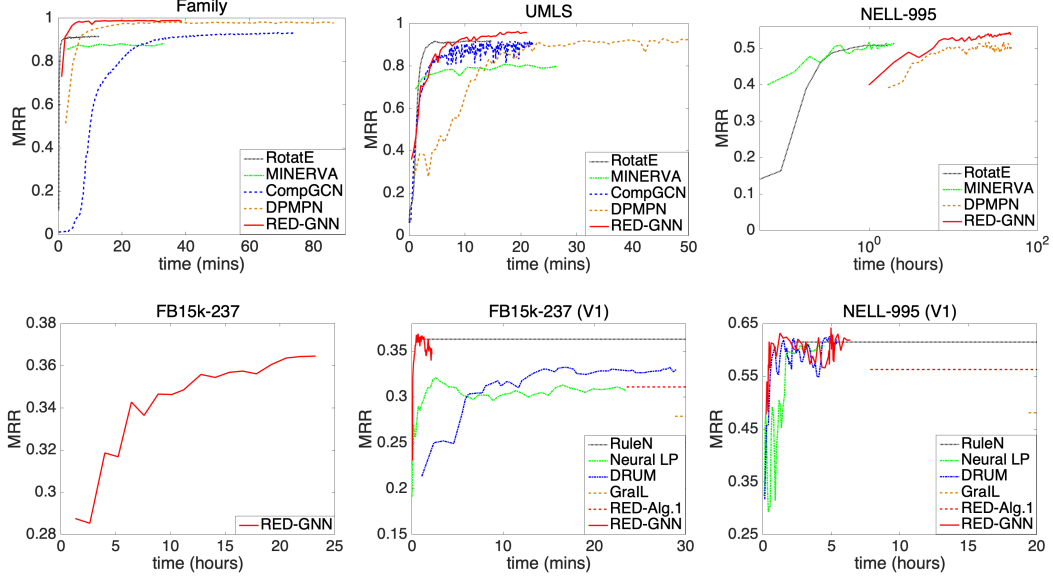 Family
MRR
1
0.8
0.6
0.4
0.2
0
0 20 40 60 80
time (mins)
RotatE
MINERVA
CompGCN
DPMPN
RED-GNN
UMLS
MRR
1
0.8
0.6
0.4
0.2
0
0 10 20 30 40 50
time (mins)
RotatE
MINERVA
CompGCN
DPMPN
RED-GNN
NELL-995
MRR
0.5
0.4
0.3
0.2
0.1
0
10^0 10^2
time (hours)
RotatE
MINERVA
DPMPN
RED-GNN
FB15k-237
MRR
0.38
0.36
0.34
0.32
0.3
0.28
0 5 10 15 20 25
time (hours)
RED-GNN
FB15k-237 (V1)
MRR
0.35
0.3
0.25
0.2
0.15
0 10 20 30
time (mins)
RuleN
Neural LP
DRUM
GraIL
RED-Alg.1
RED-GNN
NELL-995 (V1)
MRR
0.65
0.55
0.45
0.35
0.25
0 5 10 15 20
time (hours)
RuleN
Neural LP
DRUM
GraIL
RED-Alg.1
RED-GNN